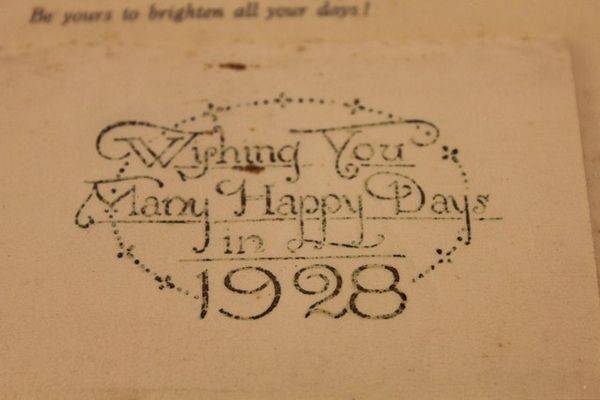 Be yours to brighten all your days!
Wishing You
Many Happy Days
in
1928